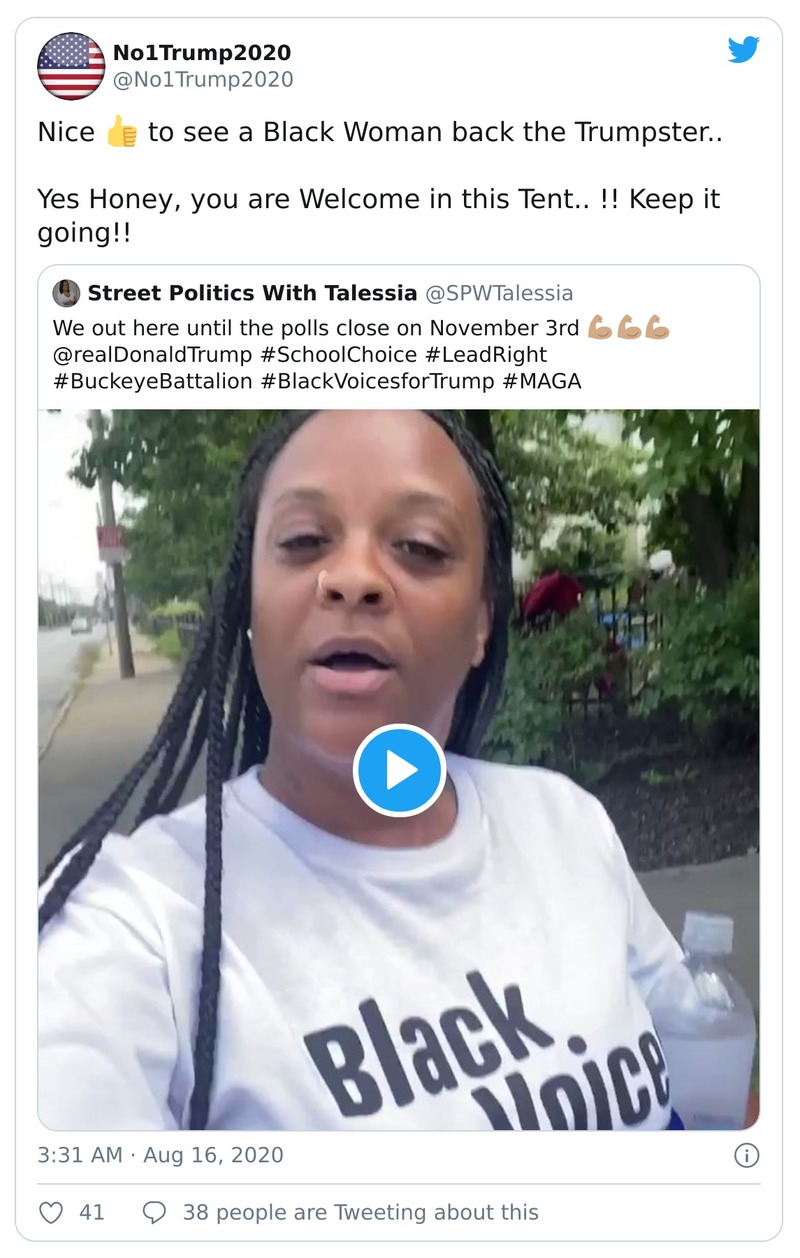 No1Trump2020
@No1Trump2020
Nice 👍 to see a Black Woman back the Trumpster..
Yes Honey, you are Welcome in this Tent.. !! Keep it
going!!
Street Politics With Talessia @SPWTalessia
We out here until the polls close on November 3rd 💪🏽💪🏽💪🏽
@realDonaldTrump #SchoolChoice #LeadRight
#BuckeyeBattalion #BlackVoicesforTrump #MAGA
Black
Voice
3:31 AM · Aug 16, 2020
41
38 people are Tweeting about this